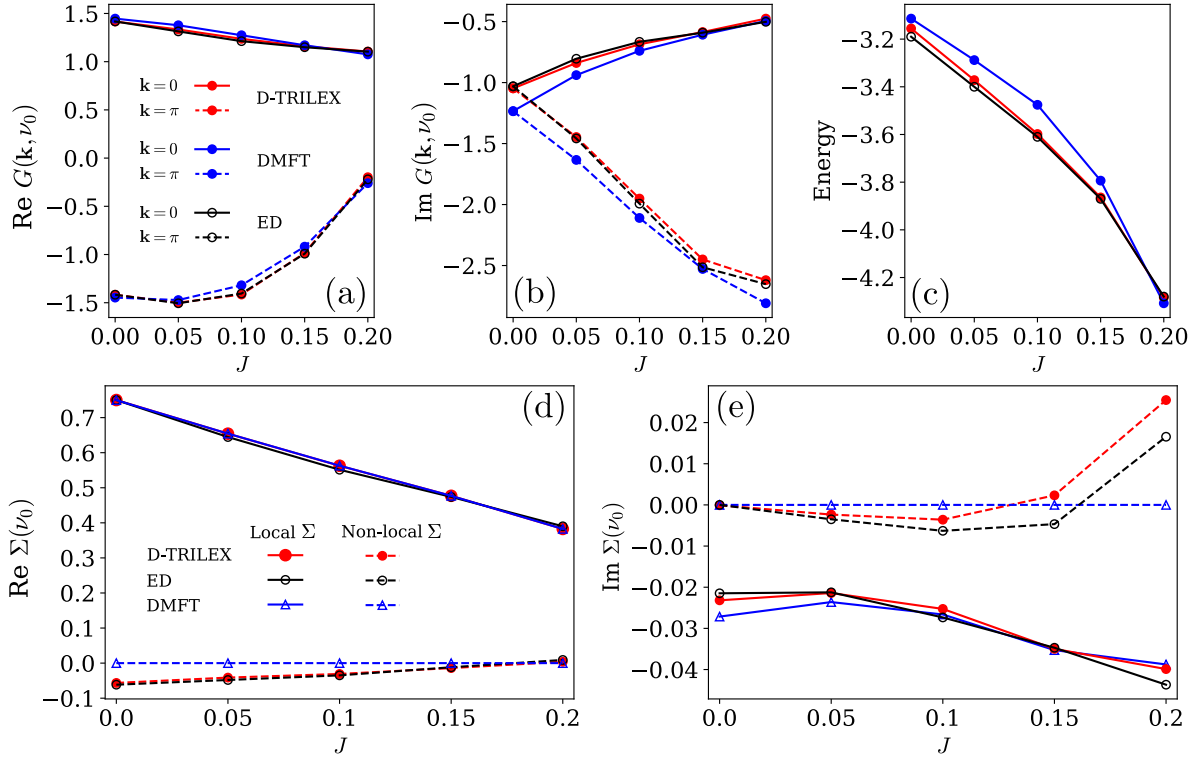 1.5
1.0
0.5
0.0
−0.5
−1.0
−1.5
Re G(k, ν₀)
k = 0
k = π
D-TRILEX
k = 0
k = π
DMFT
k = 0
k = π
ED
(a)
0.00 0.05 0.10 0.15 0.20
J
−0.5
−1.0
−1.5
−2.0
−2.5
Im G(k, ν₀)
(b)
0.00 0.05 0.10 0.15 0.20
J
−3.2
−3.4
−3.6
−3.8
−4.0
−4.2
Energy
(c)
0.00 0.05 0.10 0.15 0.20
J
0.7
0.6
0.5
0.4
0.3
0.2
0.1
0.0
−0.1
Re Σ(ν₀)
(d)
Local Σ Non-local Σ
D-TRILEX
ED
DMFT
0.0 0.05 0.1 0.15 0.2
J
0.02
0.01
0.00
−0.01
−0.02
−0.03
−0.04
Im Σ(ν₀)
(e)
0.0 0.05 0.1 0.15 0.2
J